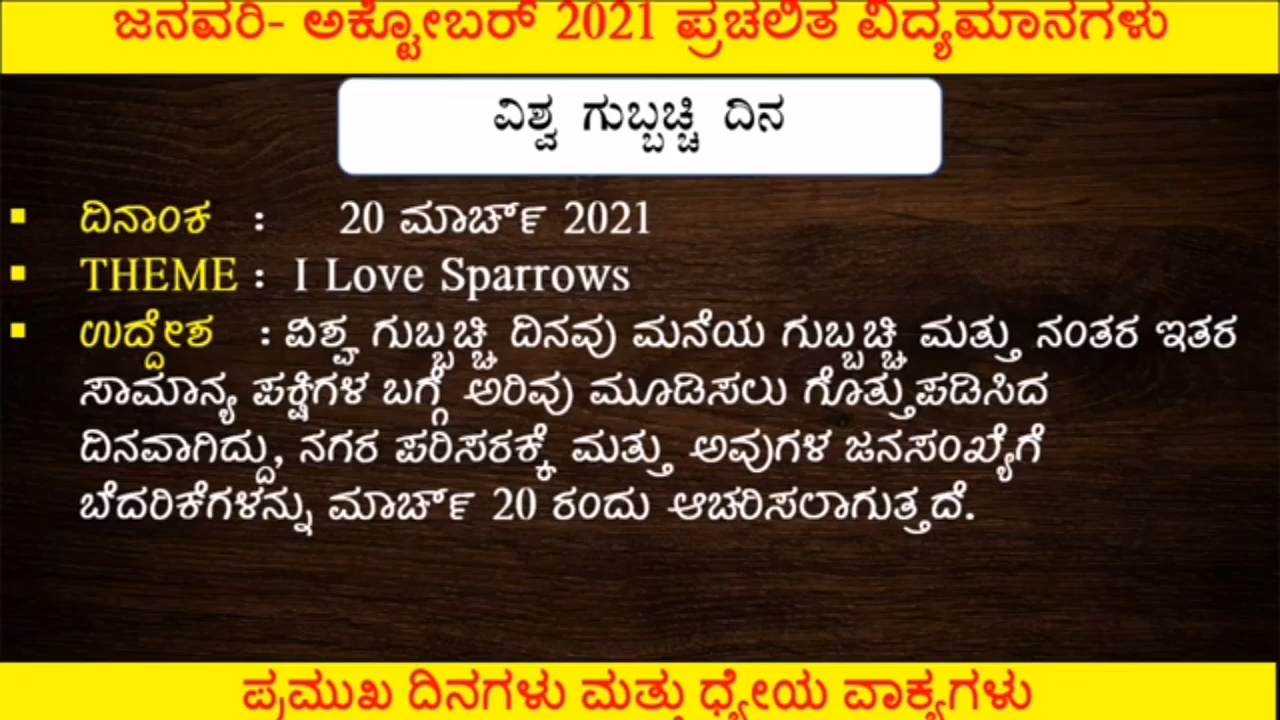 ಜನವರಿ- ಅಕ್ಟೋಬರ್ 2021 ಪ್ರಚಲಿತ ವಿದ್ಯಮಾನಗಳು
ವಿಶ್ವ ಗುಬ್ಬಚ್ಚಿ ದಿನ
▪ ದಿನಾಂಕ : 20 ಮಾರ್ಚ್ 2021
▪ THEME : I Love Sparrows
▪ ಉದ್ದೇಶ : ವಿಶ್ವ ಗುಬ್ಬಚ್ಚಿ ದಿನವು ಮನೆಯ ಗುಬ್ಬಚ್ಚಿ ಮತ್ತು ನಂತರ ಇತರ
ಸಾಮಾನ್ಯ ಪಕ್ಷಿಗಳ ಬಗ್ಗೆ ಅರಿವು ಮೂಡಿಸಲು ಗೊತ್ತುಪಡಿಸಿದ
ದಿನವಾಗಿದ್ದು, ನಗರ ಪರಿಸರಕ್ಕೆ ಮತ್ತು ಅವುಗಳ ಜನಸಂಖ್ಯೆಗೆ
ಬೆದರಿಕೆಗಳನ್ನು ಮಾರ್ಚ್ 20 ರಂದು ಆಚರಿಸಲಾಗುತ್ತದೆ.
ಪ್ರಮುಖ ದಿನಗಳು ಮತ್ತು ಧ್ಯೇಯ ವಾಕ್ಯಗಳು